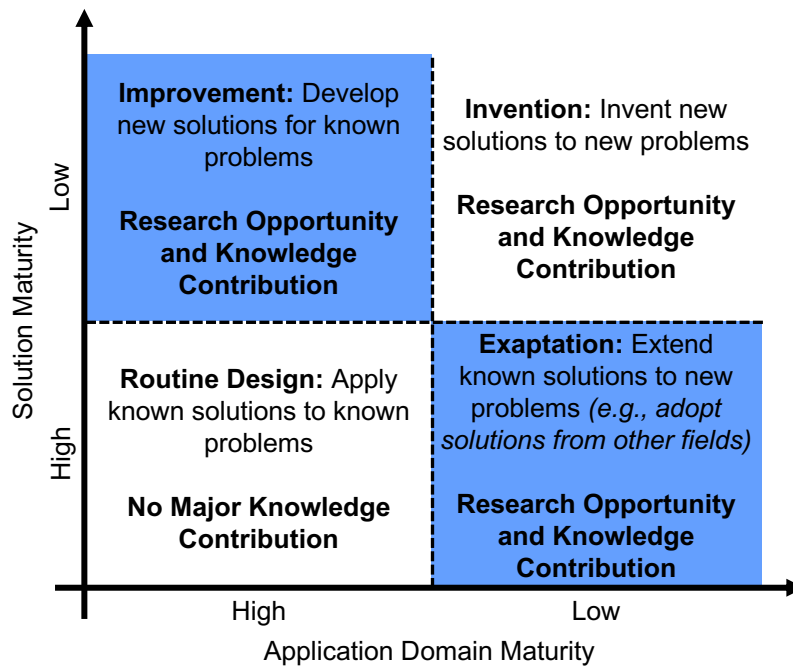 Improvement: Develop
new solutions for known
problems
Research Opportunity
and Knowledge
Contribution
Invention: Invent new
solutions to new problems
Research Opportunity
and Knowledge
Contribution
Routine Design: Apply
known solutions to known
problems
No Major Knowledge
Contribution
Exaptation: Extend
known solutions to new
problems (e.g., adopt
solutions from other fields)
Research Opportunity
and Knowledge
Contribution
Solution Maturity
Low
High
High
Low
Application Domain Maturity